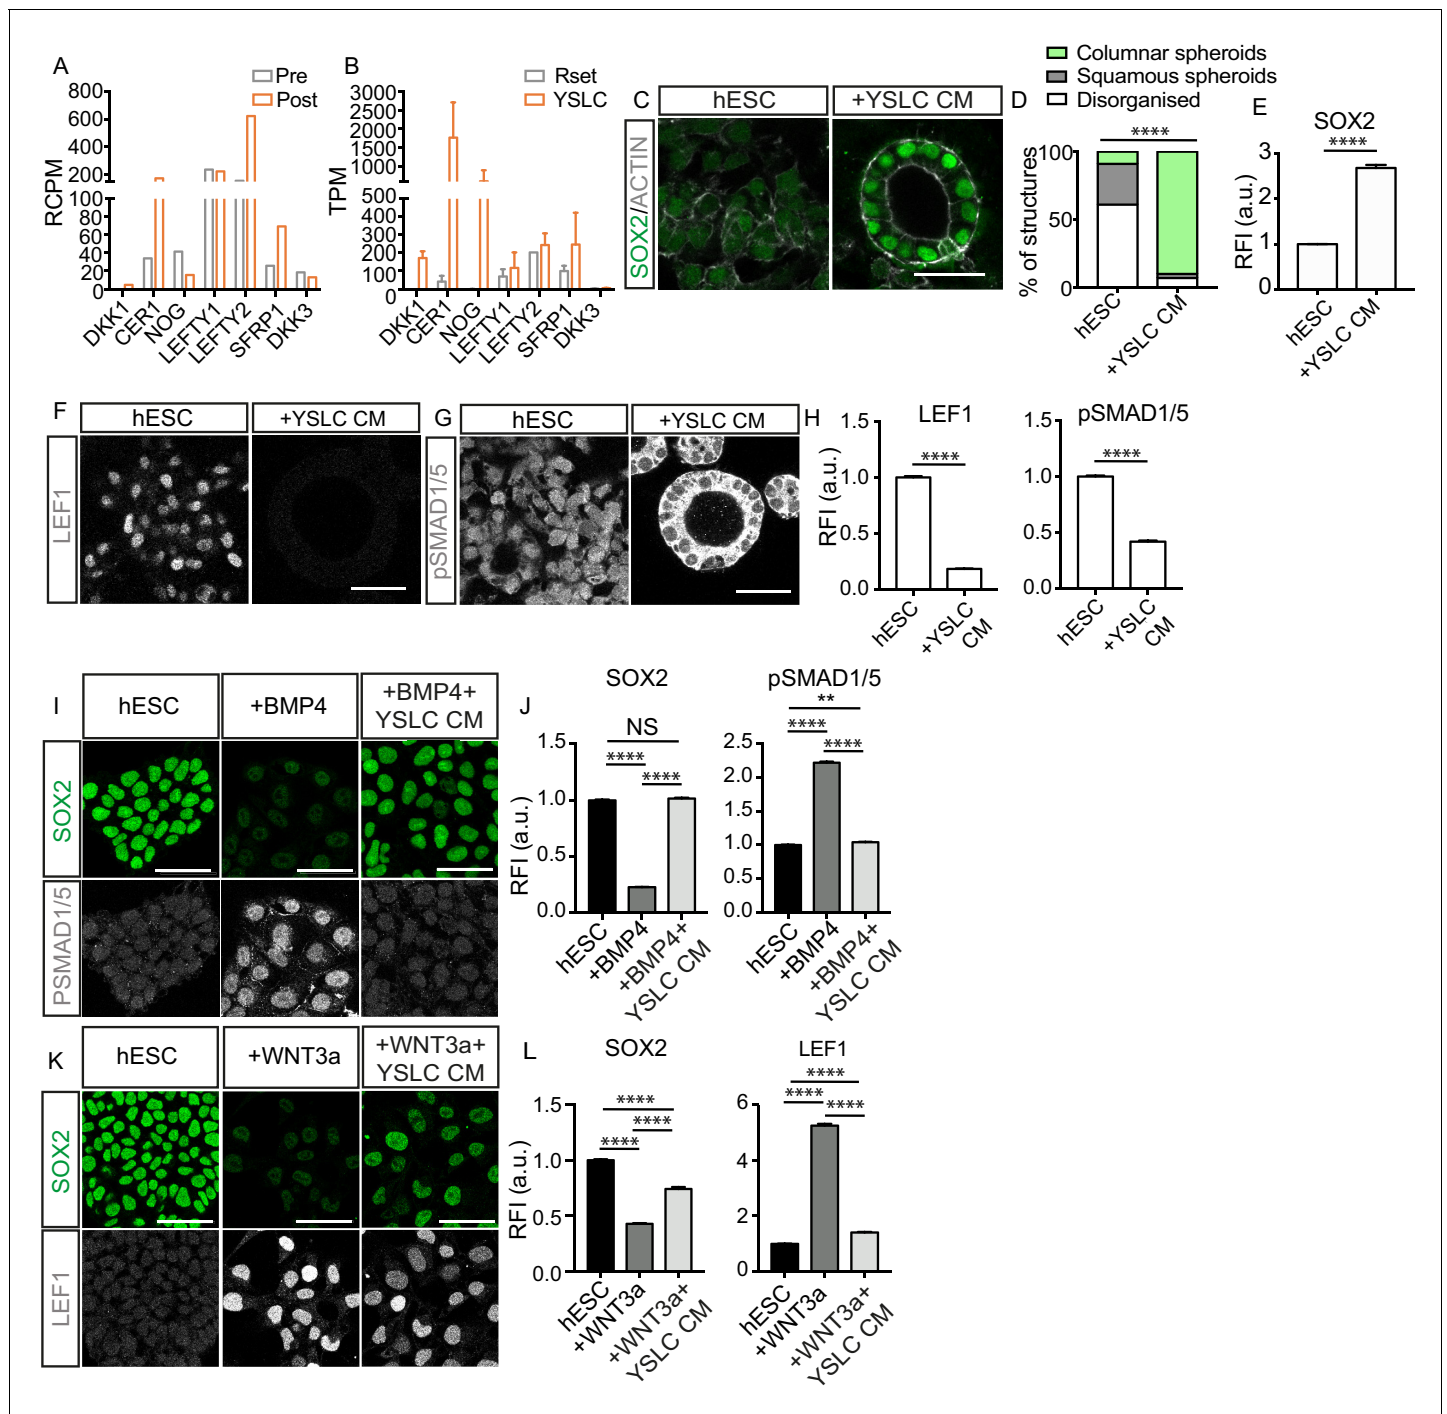 A
Pre
Post
RCPM
800
600
400
200
100
80
60
40
20
0
DKK1
CER1
NOG
LEFTY1
LEFTY2
SFRP1
DKK3
B
Rset
YSLC
TPM
3000
2500
2000
1500
1000
500
400
300
200
100
0
DKK1
CER1
NOG
LEFTY1
LEFTY2
SFRP1
DKK3
C
hESC
+YSLC CM
SOX2/ACTIN
Columnar spheroids
Squamous spheroids
Disorganised
D
****
% of structures
100
50
0
hESC
+YSLC CM
E
SOX2
****
RFI (a.u.)
3
2
1
0
hESC
+YSLC CM
F
hESC
+YSLC CM
LEF1
G
hESC
+YSLC CM
pSMAD1/5
H
LEF1
****
RFI (a.u.)
1.5
1.0
0.5
0.0
hESC
+YSLC
CM
pSMAD1/5
****
1.5
1.0
0.5
0.0
hESC
+YSLC
CM
I
hESC
+BMP4
+BMP4+
YSLC CM
SOX2
PSMAD1/5
J
SOX2
NS
****
****
RFI (a.u.)
1.5
1.0
0.5
0.0
hESC
+BMP4
+BMP4+
YSLC CM
pSMAD1/5
**
****
****
2.5
2.0
1.5
1.0
0.5
0.0
hESC
+BMP4
+BMP4+
YSLC CM
K
hESC
+WNT3a
+WNT3a+
YSLC CM
SOX2
LEF1
L
SOX2
****
****
****
RFI (a.u.)
1.5
1.0
0.5
0.0
hESC
+WNT3a
+WNT3a+
YSLC CM
LEF1
****
****
****
6
4
2
0
hESC
+WNT3a
+WNT3a+
YSLC CM